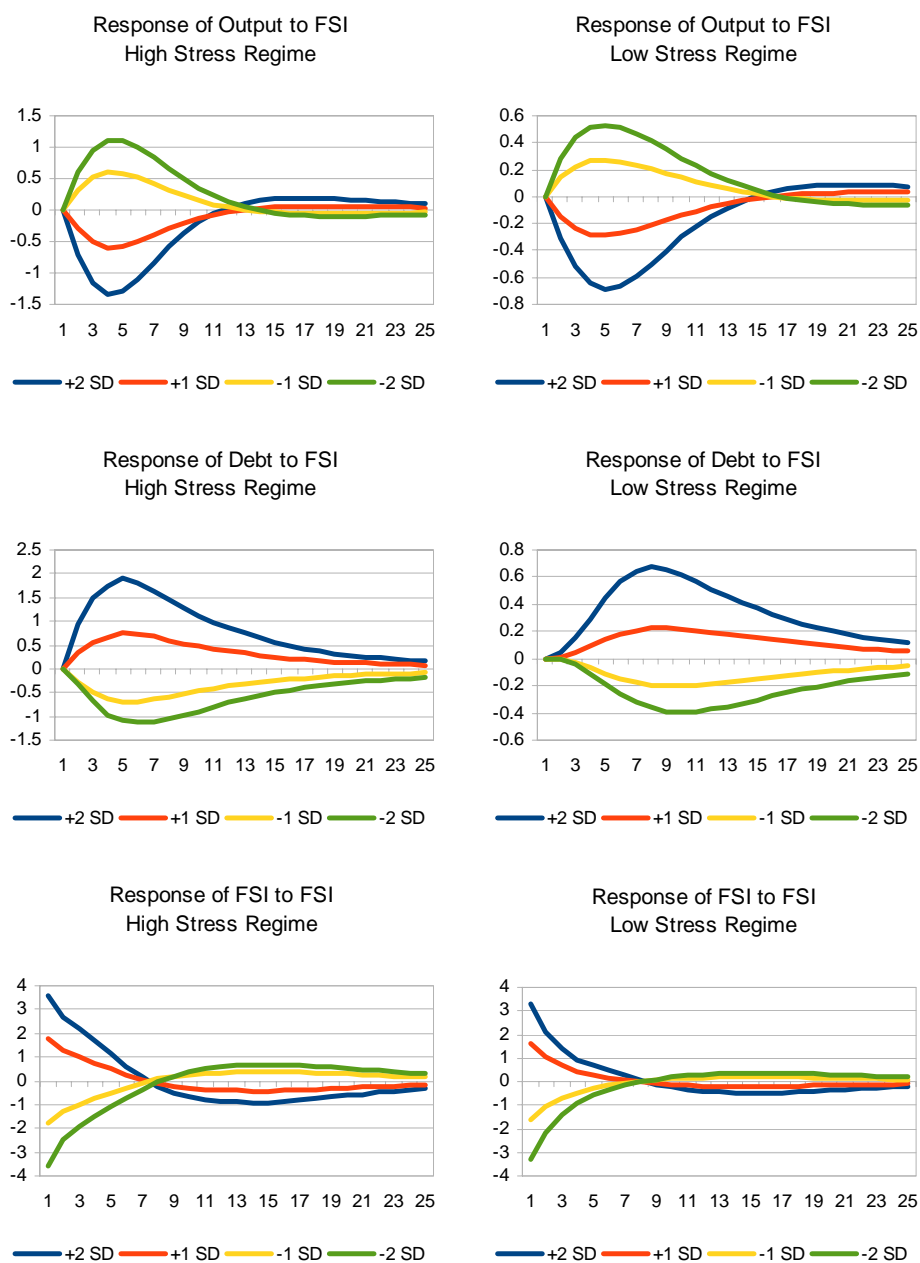 Response of Output to FSI
High Stress Regime
1.5
1
0.5
0
-0.5
-1
-1.5
1 3 5 7 9 11 13 15 17 19 21 23 25
+2 SD +1 SD -1 SD -2 SD
Response of Output to FSI
Low Stress Regime
0.6
0.4
0.2
0
-0.2
-0.4
-0.6
-0.8
1 3 5 7 9 11 13 15 17 19 21 23 25
+2 SD +1 SD -1 SD -2 SD
Response of Debt to FSI
High Stress Regime
2.5
2
1.5
1
0.5
0
-0.5
-1
-1.5
1 3 5 7 9 11 13 15 17 19 21 23 25
+2 SD +1 SD -1 SD -2 SD
Response of Debt to FSI
Low Stress Regime
0.8
0.6
0.4
0.2
0
-0.2
-0.4
-0.6
1 3 5 7 9 11 13 15 17 19 21 23 25
+2 SD +1 SD -1 SD -2 SD
Response of FSI to FSI
High Stress Regime
4
3
2
1
0
-1
-2
-3
-4
1 3 5 7 9 11 13 15 17 19 21 23 25
+2 SD +1 SD -1 SD -2 SD
Response of FSI to FSI
Low Stress Regime
4
3
2
1
0
-1
-2
-3
-4
1 3 5 7 9 11 13 15 17 19 21 23 25
+2 SD +1 SD -1 SD -2 SD